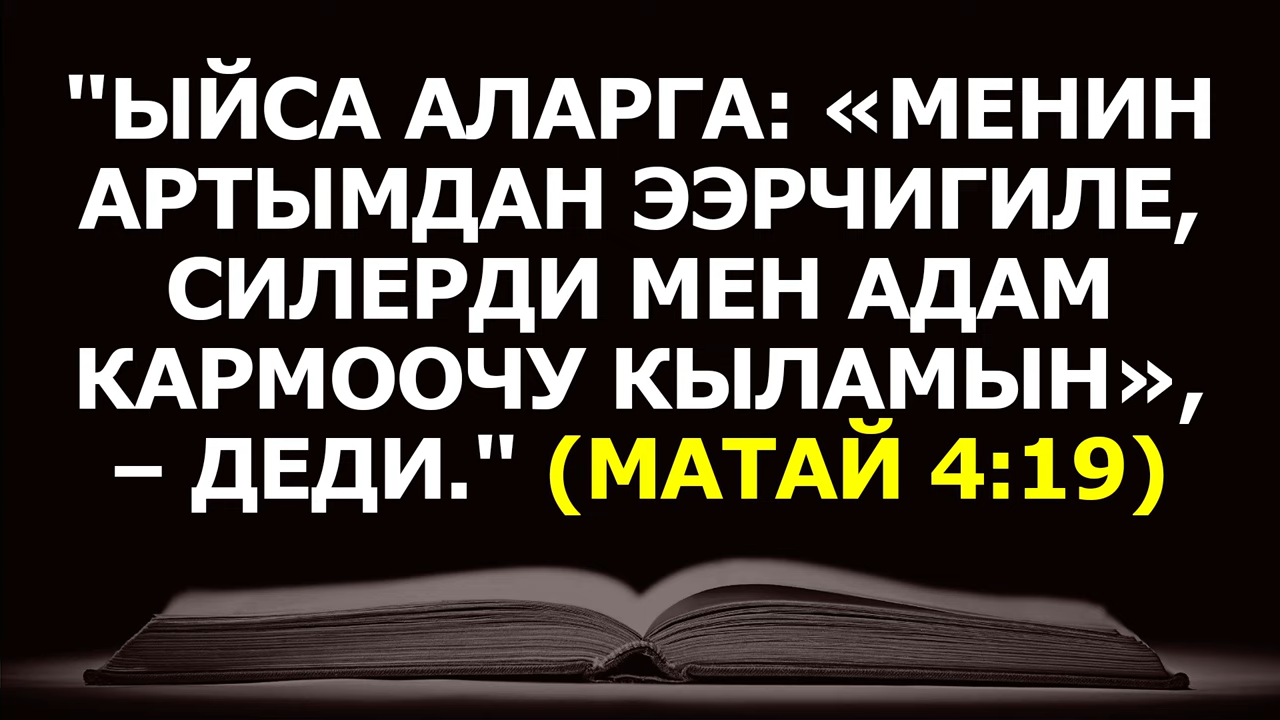 "ЫЙСА АЛАРГА: «МЕНИН
АРТЫМДАН ЭЭРЧИГИЛЕ,
СИЛЕРДИ МЕН АДАМ
КАРМООЧУ КЫЛАМЫН»,
– ДЕДИ." (МАТАЙ 4:19)